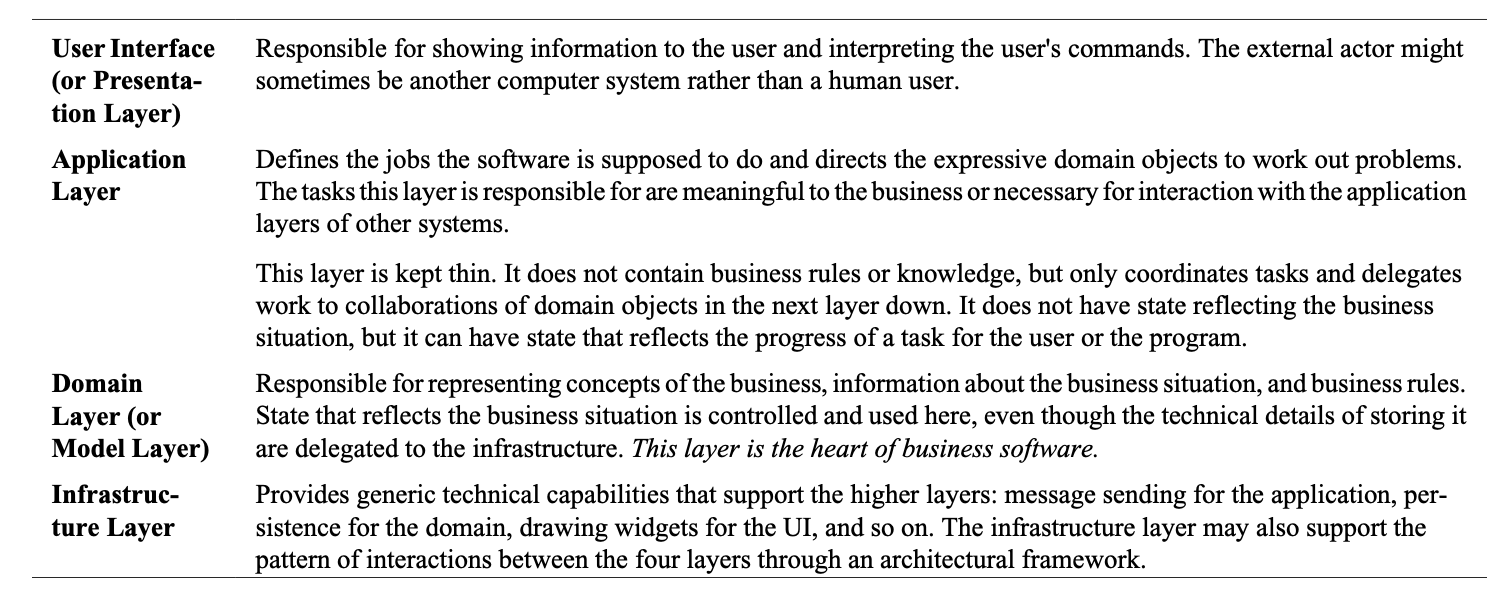 User Interface
(or Presenta-
tion Layer)
Responsible for showing information to the user and interpreting the user's commands. The external actor might
sometimes be another computer system rather than a human user.
Application
Layer
Defines the jobs the software is supposed to do and directs the expressive domain objects to work out problems.
The tasks this layer is responsible for are meaningful to the business or necessary for interaction with the application
layers of other systems.
This layer is kept thin. It does not contain business rules or knowledge, but only coordinates tasks and delegates
work to collaborations of domain objects in the next layer down. It does not have state reflecting the business
situation, but it can have state that reflects the progress of a task for the user or the program.
Domain
Layer (or
Model Layer)
Responsible for representing concepts of the business, information about the business situation, and business rules.
State that reflects the business situation is controlled and used here, even though the technical details of storing it
are delegated to the infrastructure. This layer is the heart of business software.
Infrastruc-
ture Layer
Provides generic technical capabilities that support the higher layers: message sending for the application, per-
sistence for the domain, drawing widgets for the UI, and so on. The infrastructure layer may also support the
pattern of interactions between the four layers through an architectural framework.